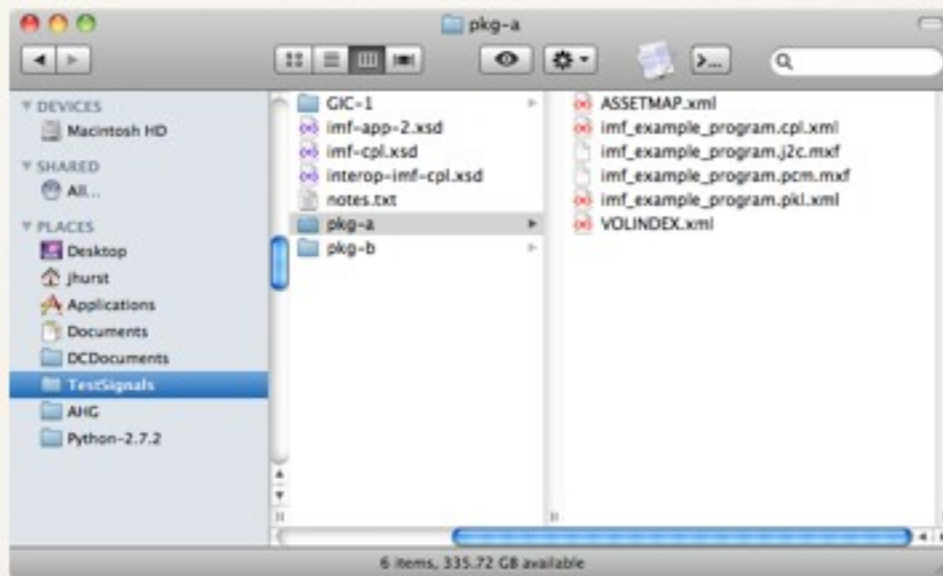 pkg-a
>...
DEVICES
Macintosh HD
SHARED
All...
PLACES
Desktop
jhurst
Applications
Documents
DCDocuments
TestSignals
AHG
Python-2.7.2
GIC-1
imf-app-2.xsd
imf-cpl.xsd
interop-imf-cpl.xsd
notes.txt
pkg-a
pkg-b
ASSETMAP.xml
imf_example_program.cpl.xml
imf_example_program.j2c.mxf
imf_example_program.pcm.mxf
imf_example_program.pkl.xml
VOLINDEX.xml
6 items, 335.72 GB available